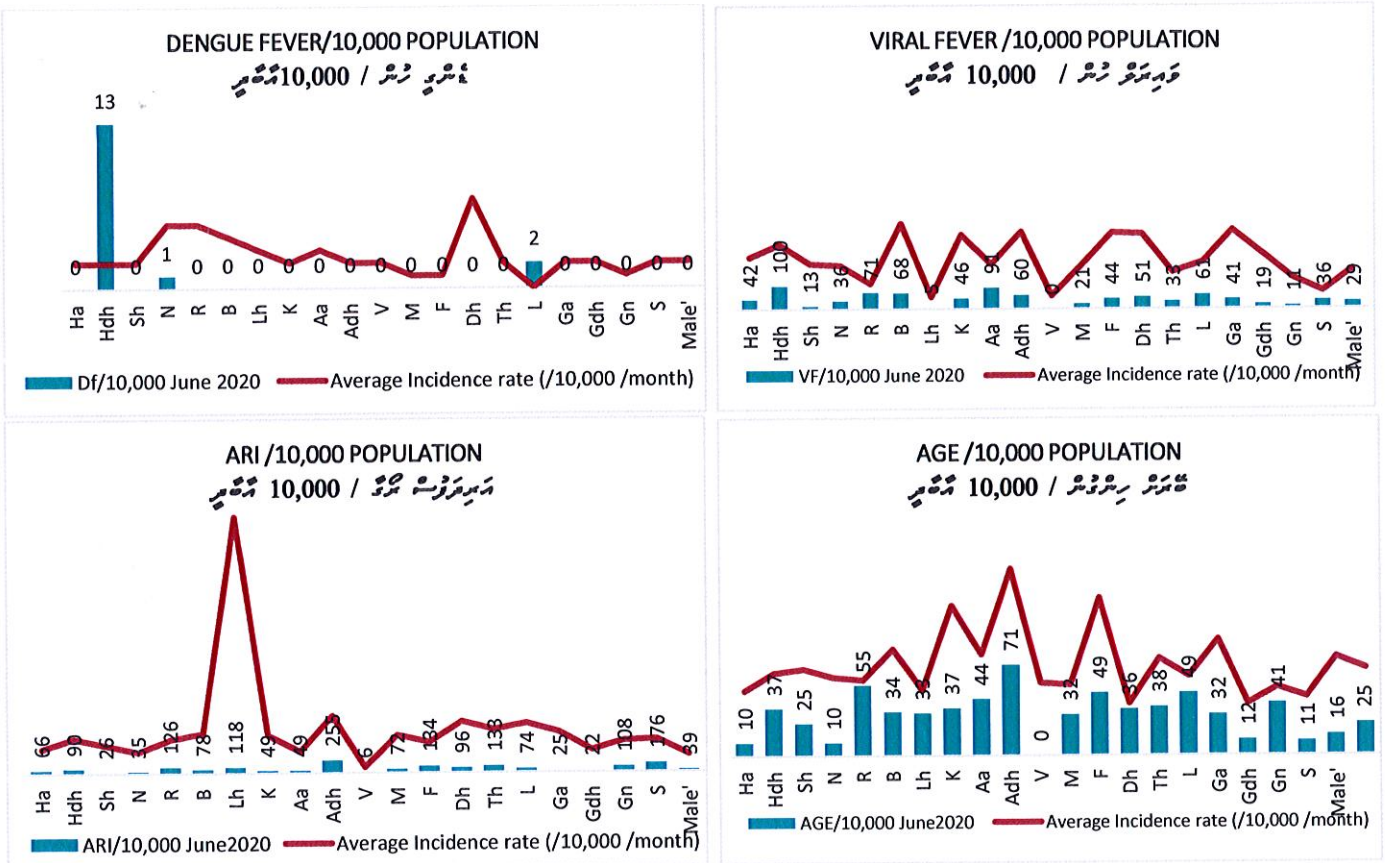 DENGUE FEVER/10,000 POPULATION
ޑެންގީ ހުން / 10,000އާބާދީ
13
0 0 1 0 0 0 0 0 0 0 0 0 0 0 2 0 0 0 0 0
Ha Hdh Sh N R B Lh K Aa Adh V M F Dh Th L Ga Gdh Gn S Male'
Df/10,000 June 2020 Average Incidence rate (/10,000 /month)
VIRAL FEVER /10,000 POPULATION
ވައިރަލް ހުން / 10,000 އާބާދީ
42 100 13 36 71 68 46 60 21 44 51 61 41 19 11 36 29
Ha Hdh Sh N R B Lh K Aa Adh V M F Dh Th L Ga Gdh Gn S Male'
VF/10,000 June 2020 Average Incidence rate (/10,000 /month)
ARI /10,000 POPULATION
އަރިދަފުސް ރޯގާ / 10,000 އާބާދީ
66 90 26 35 126 78 118 49 49 255 6 72 134 96 133 74 25 22 108 176 39
Ha Hdh Sh N R B Lh K Aa Adh V M F Dh Th L Ga Gdh Gn S Male'
ARI/10,000 June2020 Average Incidence rate (/10,000 /month)
AGE /10,000 POPULATION
ބޭރަށް ހިންގުން / 10,000 އާބާދީ
10 37 25 10 55 34 33 37 44 71 0 32 49 36 38 49 32 12 41 11 16 25
Ha Hdh Sh N R B Lh K Aa Adh V M F Dh Th L Ga Gdh Gn S Male'
AGE/10,000 June2020 Average Incidence rate (/10,000 /month)